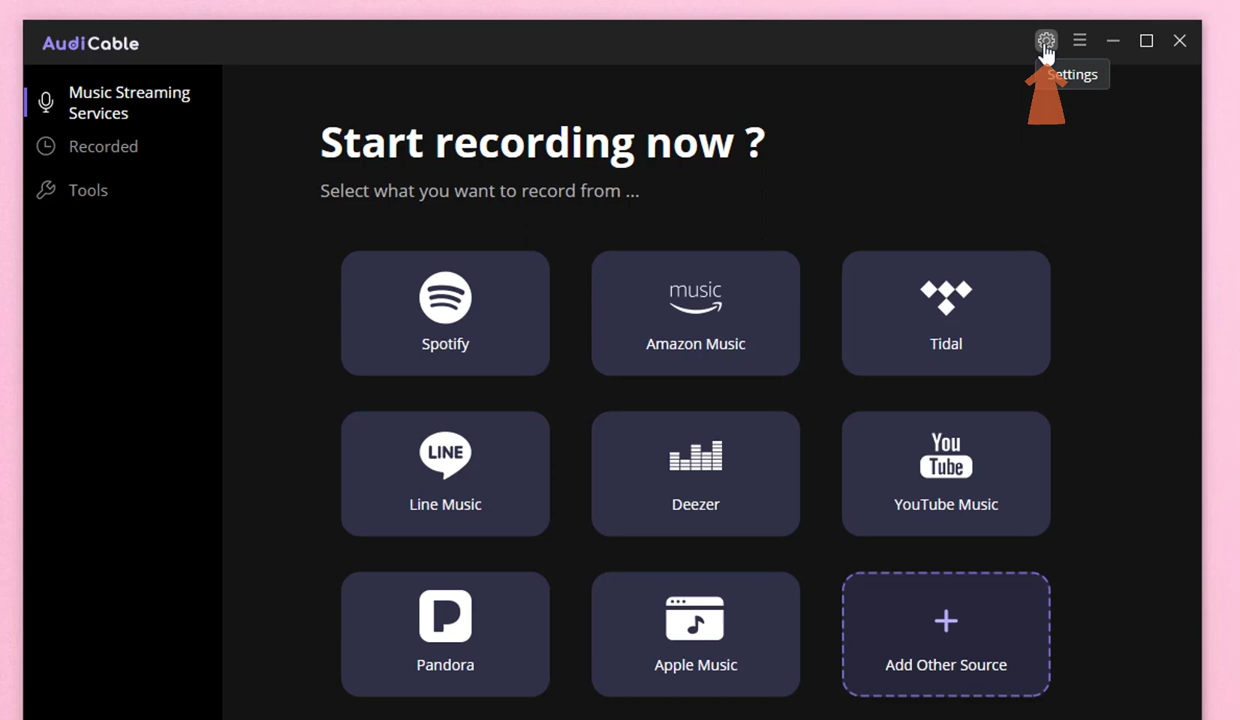 AudiCable
Settings
Music Streaming
Services
Recorded
Tools
Start recording now ?
Select what you want to record from ...
Spotify
music
Amazon Music
Tidal
LINE
Line Music
Deezer
You
Tube
YouTube Music
P
Pandora
Apple Music
Add Other Source